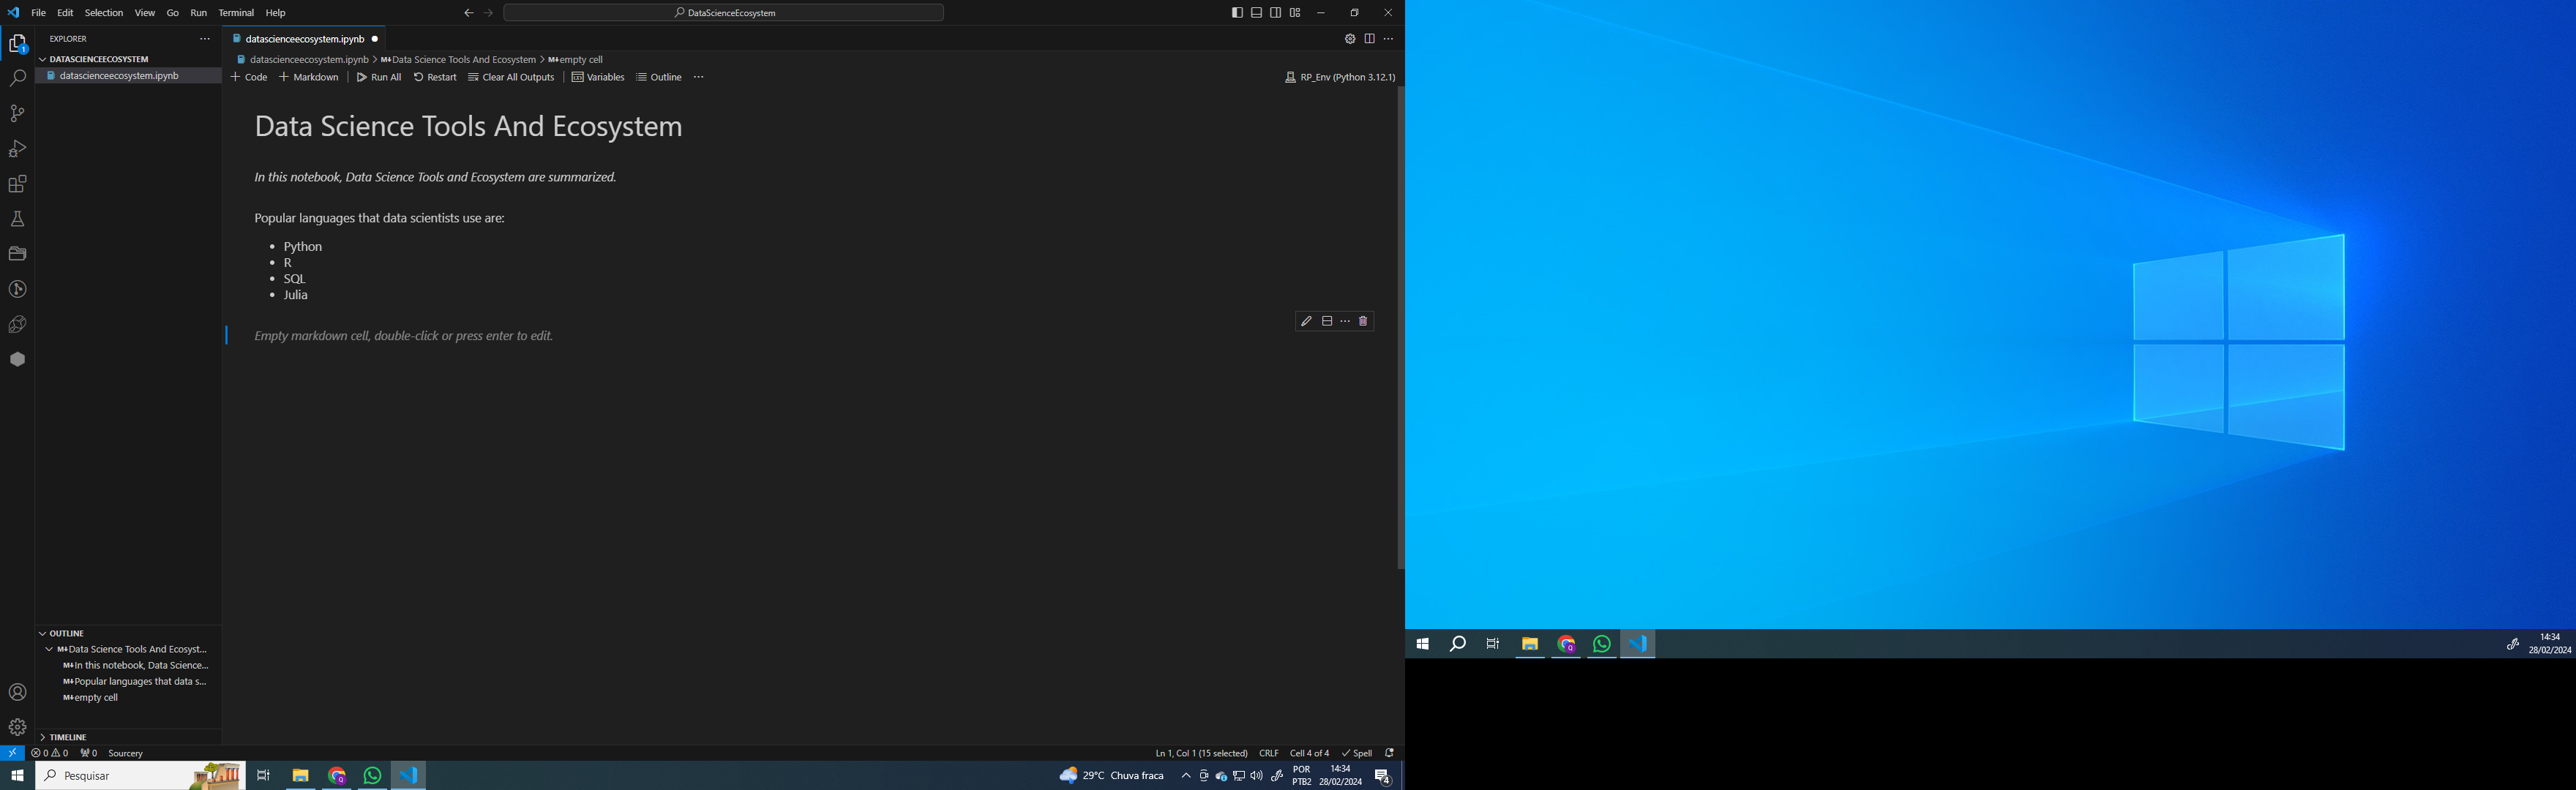 File Edit Selection View Go Run Terminal Help
DataScienceEcosystem
EXPLORER
DATASCIENCEECOSYSTEM
datascienceecosystem.ipynb
1
datascienceecosystem.ipynb
datascienceecosystem.ipynb > M↓Data Science Tools And Ecosystem > M↓empty cell
Code Markdown Run All Restart Clear All Outputs Variables Outline
RP_Env (Python 3.12.1)
Data Science Tools And Ecosystem
In this notebook, Data Science Tools and Ecosystem are summarized.
Popular languages that data scientists use are:
• Python
• R
• SQL
• Julia
Empty markdown cell, double-click or press enter to edit.
OUTLINE
M↓Data Science Tools And Ecosyst...
M↓In this notebook, Data Science...
M↓Popular languages that data s...
M↓empty cell
TIMELINE
0 0 0 Sourcery
Ln 1, Col 1 (15 selected) CRLF Cell 4 of 4 Spell
Pesquisar
29°C Chuva fraca
POR
PTB2
14:34
28/02/2024
4
14:34
28/02/2024